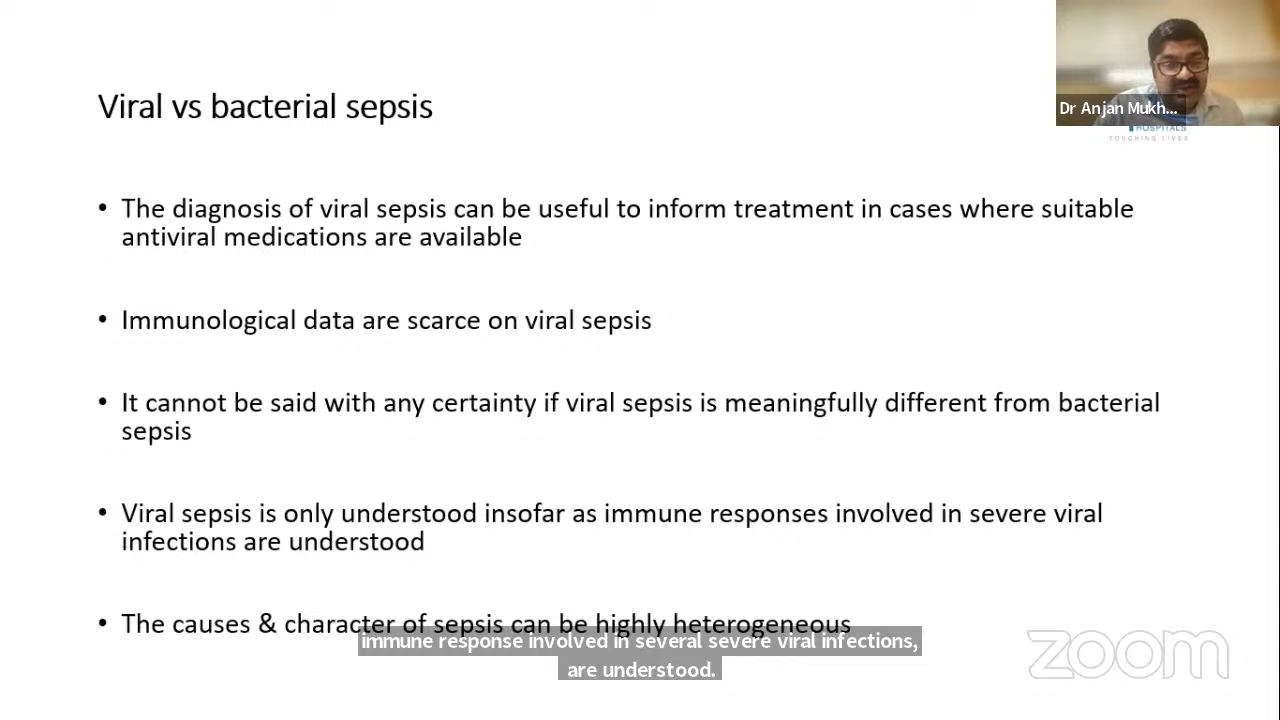 Dr Anjan Mukh...
HOSPITALS
TOUCHING LIVES
Viral vs bacterial sepsis
• The diagnosis of viral sepsis can be useful to inform treatment in cases where suitable
antiviral medications are available
• Immunological data are scarce on viral sepsis
• It cannot be said with any certainty if viral sepsis is meaningfully different from bacterial
sepsis
• Viral sepsis is only understood insofar as immune responses involved in severe viral
infections are understood
• The causes & character of sepsis can be highly heterogeneous
immune response involved in several severe viral infections,
are understood.
zoom